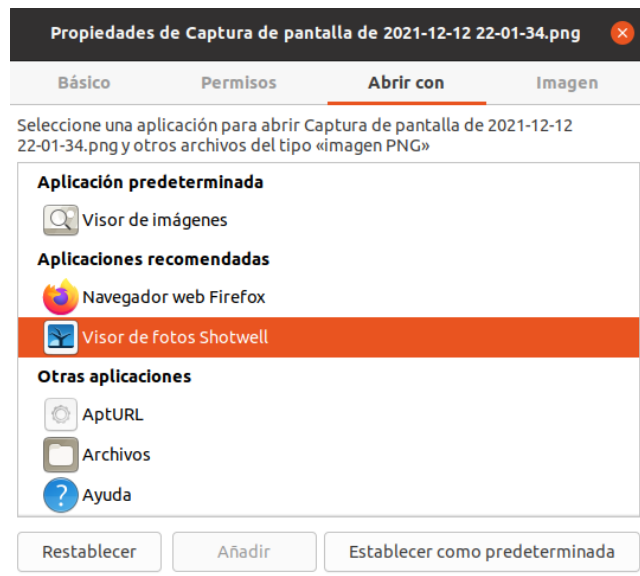 Propiedades de Captura de pantalla de 2021-12-12 22-01-34.png
Básico Permisos Abrir con Imagen
Seleccione una aplicación para abrir Captura de pantalla de 2021-12-12
22-01-34.png y otros archivos del tipo «imagen PNG»
Aplicación predeterminada
Visor de imágenes
Aplicaciones recomendadas
Navegador web Firefox
Visor de fotos Shotwell
Otras aplicaciones
AptURL
Archivos
Ayuda
Restablecer Añadir Establecer como predeterminada